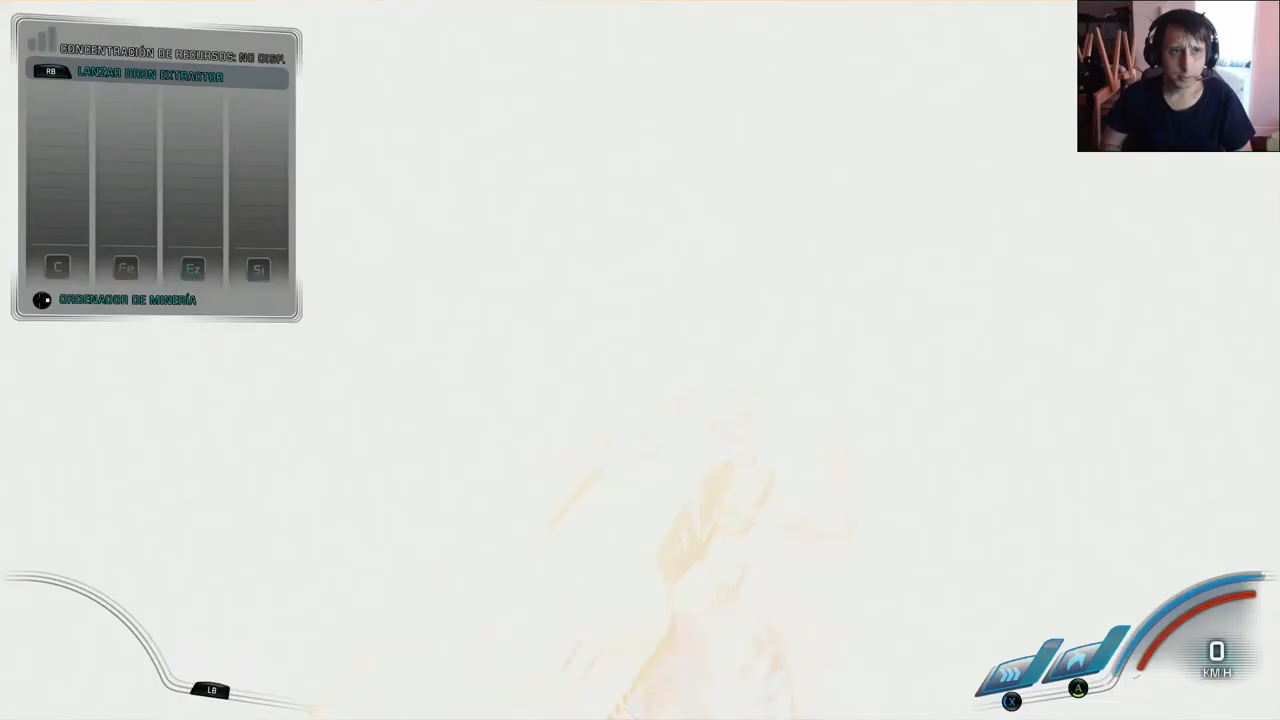 CONCENTRACIÓN DE RECURSOS: NO DISP.
RB LANZAR DRON EXTRACTOR
C Fe Ez Si
ORDENADOR DE MINERÍA
0
KM/H
X A
LB